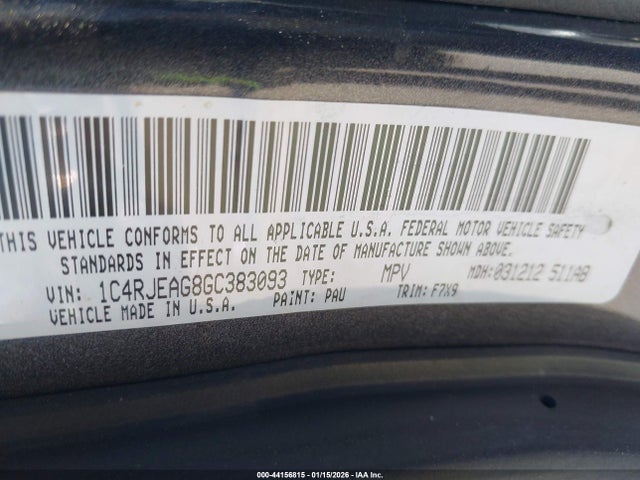 THIS VEHICLE CONFORMS TO ALL APPLICABLE U.S.A. FEDERAL MOTOR VEHICLE SAFETY
STANDARDS IN EFFECT ON THE DATE OF MANUFACTURE SHOWN ABOVE.
VIN: 1C4RJEAG8GC383093 TYPE: MPV MDH:031212 511AB
VEHICLE MADE IN U.S.A. PAINT: PAU TRIM: F7X9
000-44156815 - 01/15/2026 - IAA Inc.